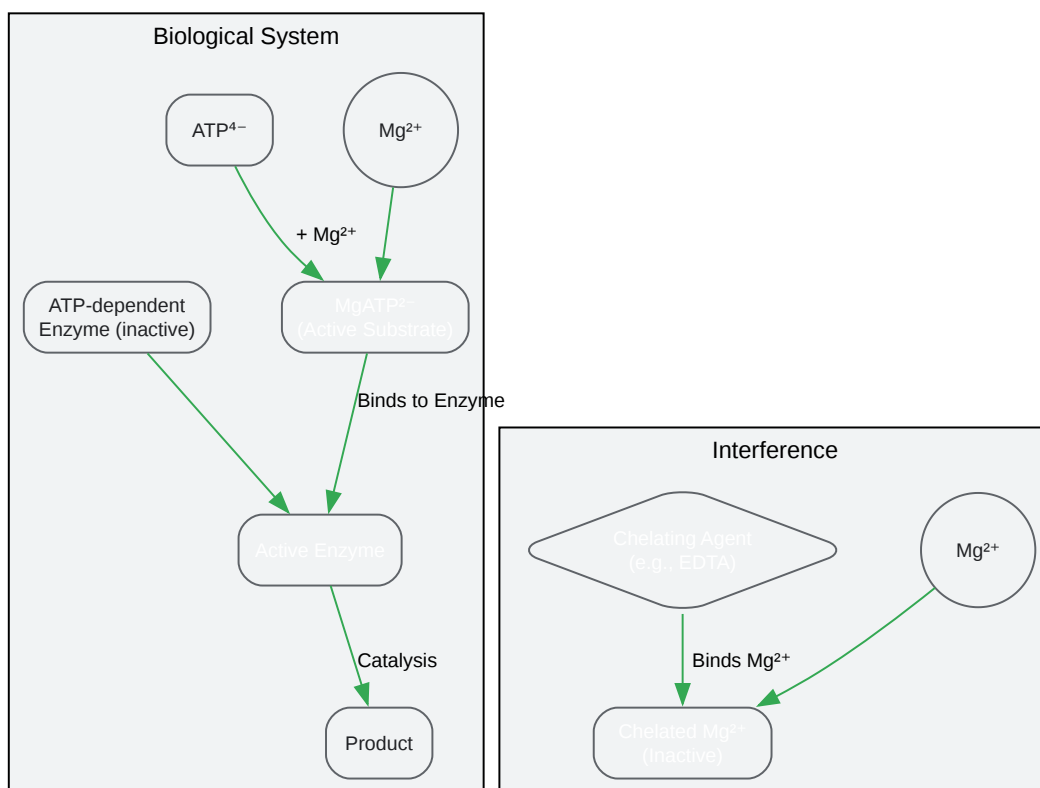 Biological System
ATP⁴⁻
Mg²⁺
+ Mg²⁺
ATP-dependent
Enzyme (inactive)
MgATP²⁻
(Active Substrate)
Binds to Enzyme
Active Enzyme
Catalysis
Product
Interference
Chelating Agent
(e.g., EDTA)
Mg²⁺
Binds Mg²⁺
Chelated Mg²⁺
(Inactive)